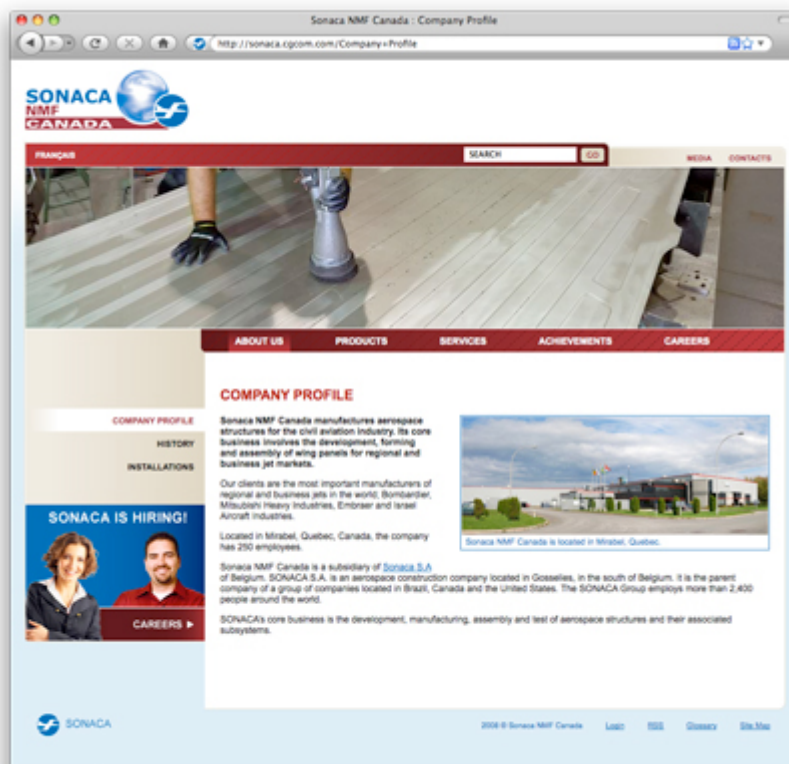 Sonaca NMF Canada : Company Profile
http://sonaca.cgcom.com/Company+Profile
SONACA
NMF
CANADA
FRANÇAIS
SEARCH
GO
MEDIA CONTACTS
ABOUT US PRODUCTS SERVICES ACHIEVEMENTS CAREERS
COMPANY PROFILE
HISTORY
INSTALLATIONS
SONACA IS HIRING!
CAREERS
COMPANY PROFILE
Sonaca NMF Canada manufactures aerospace
structures for the civil aviation industry. Its core
business involves the development, forming
and assembly of wing panels for regional and
business jet markets.
Our clients are the most important manufacturers of
regional and business jets in the world; Bombardier,
Mitsubishi Heavy Industries, Embraer and Israel
Aircraft Industries.
Located in Mirabel, Quebec, Canada, the company
has 250 employees.
Sonaca NMF Canada is located in Mirabel, Quebec.
Sonaca NMF Canada is a subsidiary of Sonaca S.A
of Belgium. SONACA S.A. is an aerospace construction company located in Gosselies, in the south of Belgium. It is the parent
company of a group of companies located in Brazil, Canada and the United States. The SONACA Group employs more than 2,400
people around the world.
SONACA's core business is the development, manufacturing, assembly and test of aerospace structures and their associated
subsystems.
SONACA
2008 © Sonaca NMF Canada Login RSS Glossary Site Map